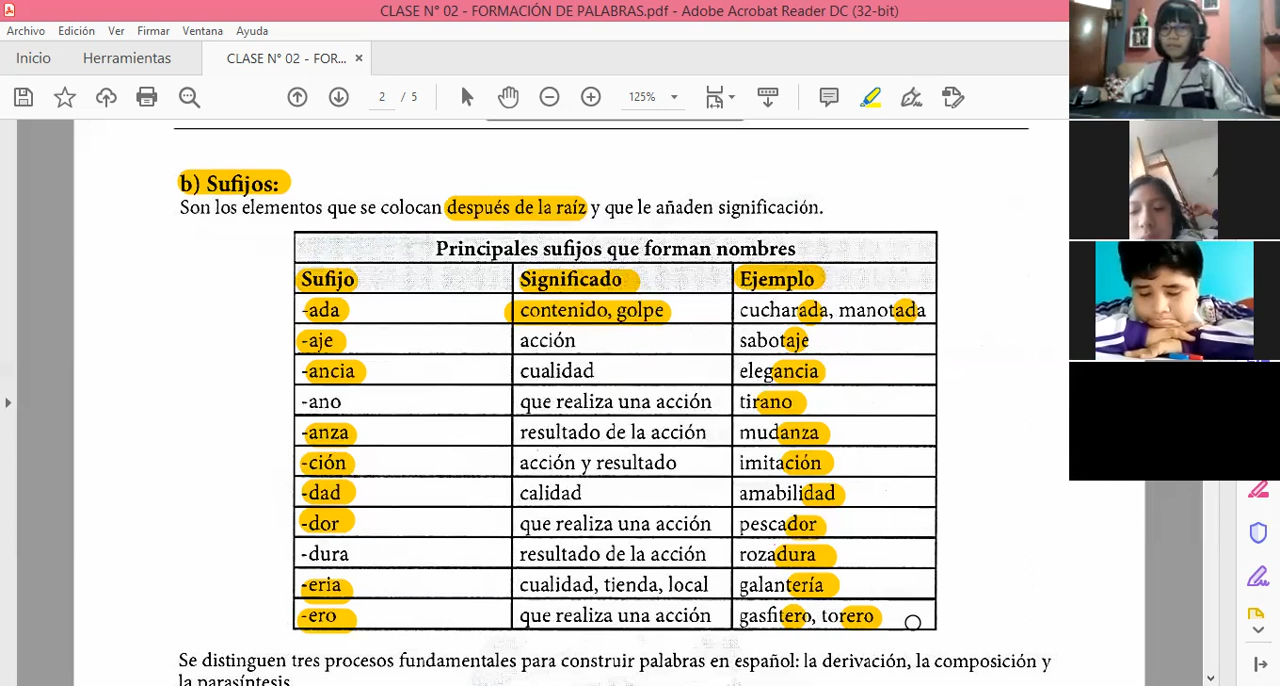 CLASE N° 02 - FORMACIÓN DE PALABRAS.pdf - Adobe Acrobat Reader DC (32-bit)
Archivo Edición Ver Firmar Ventana Ayuda
Inicio Herramientas CLASE N° 02 - FOR... ×
2 / 5 125%
b) Sufijos:
Son los elementos que se colocan después de la raíz y que le añaden significación.
Principales sufijos que forman nombres
Sufijo Significado Ejemplo
-ada contenido, golpe cucharada, manotada
-aje acción sabotaje
-ancia cualidad elegancia
-ano que realiza una acción tirano
-anza resultado de la acción mudanza
-ción acción y resultado imitación
-dad calidad amabilidad
-dor que realiza una acción pescador
-dura resultado de la acción rozadura
-eria cualidad, tienda, local galantería
-ero que realiza una acción gasfitero, torero
Se distinguen tres procesos fundamentales para construir palabras en español: la derivación, la composición y
la parasíntesis.